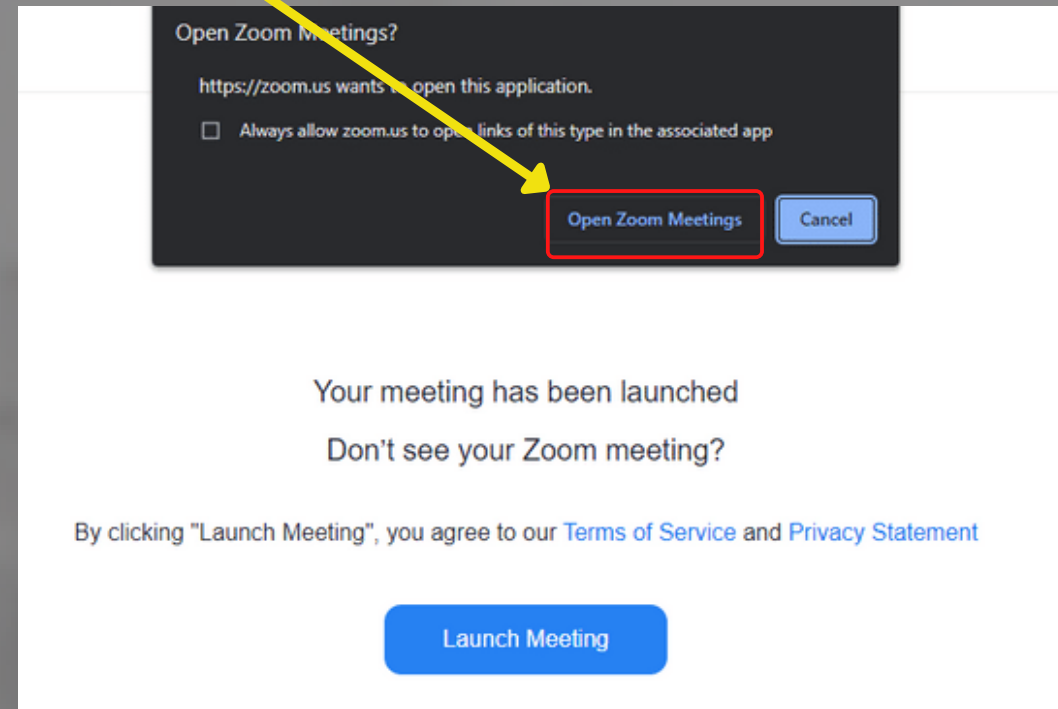 Open Zoom Meetings?
https://zoom.us wants to open this application.
Always allow zoom.us to open links of this type in the associated app
Open Zoom Meetings Cancel
Your meeting has been launched
Don't see your Zoom meeting?
By clicking "Launch Meeting", you agree to our Terms of Service and Privacy Statement
Launch Meeting